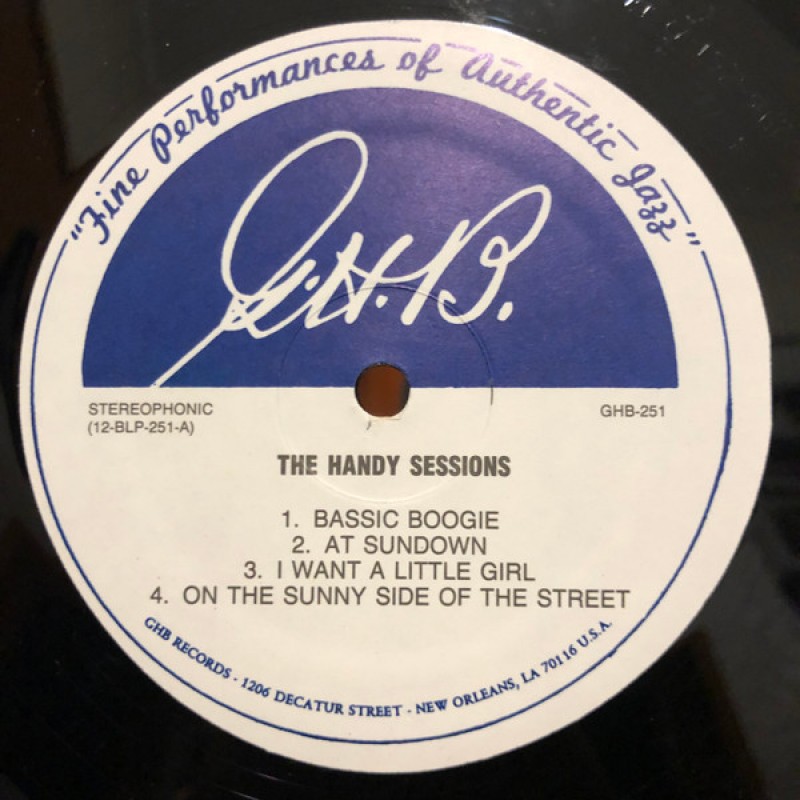 "Fine Performances of Authentic Jazz"
G.H.B.
STEREOPHONIC
(12-BLP-251-A)
GHB-251
THE HANDY SESSIONS
1. BASSIC BOOGIE
2. AT SUNDOWN
3. I WANT A LITTLE GIRL
4. ON THE SUNNY SIDE OF THE STREET
GHB RECORDS · 1206 DECATUR STREET · NEW ORLEANS, LA 70116 U.S.A.